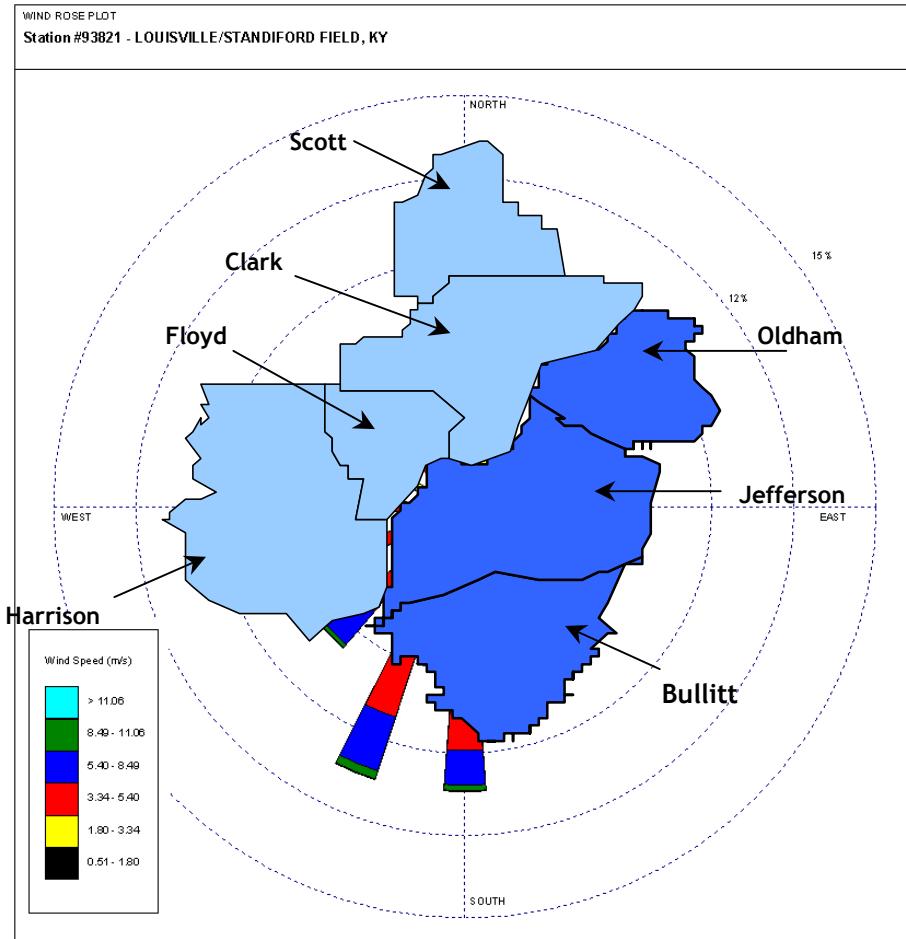 WIND ROSE PLOT
Station #93821 - LOUISVILLE/STANDIFORD FIELD, KY
NORTH
Scott
15%
Clark
12%
Floyd
Oldham
Jefferson
WEST
EAST
Harrison
Wind Speed (m/s)
Bullitt
> 11.06
8.49 - 11.06
5.40 - 8.49
3.34 - 5.40
1.80 - 3.34
0.51 - 1.80
SOUTH